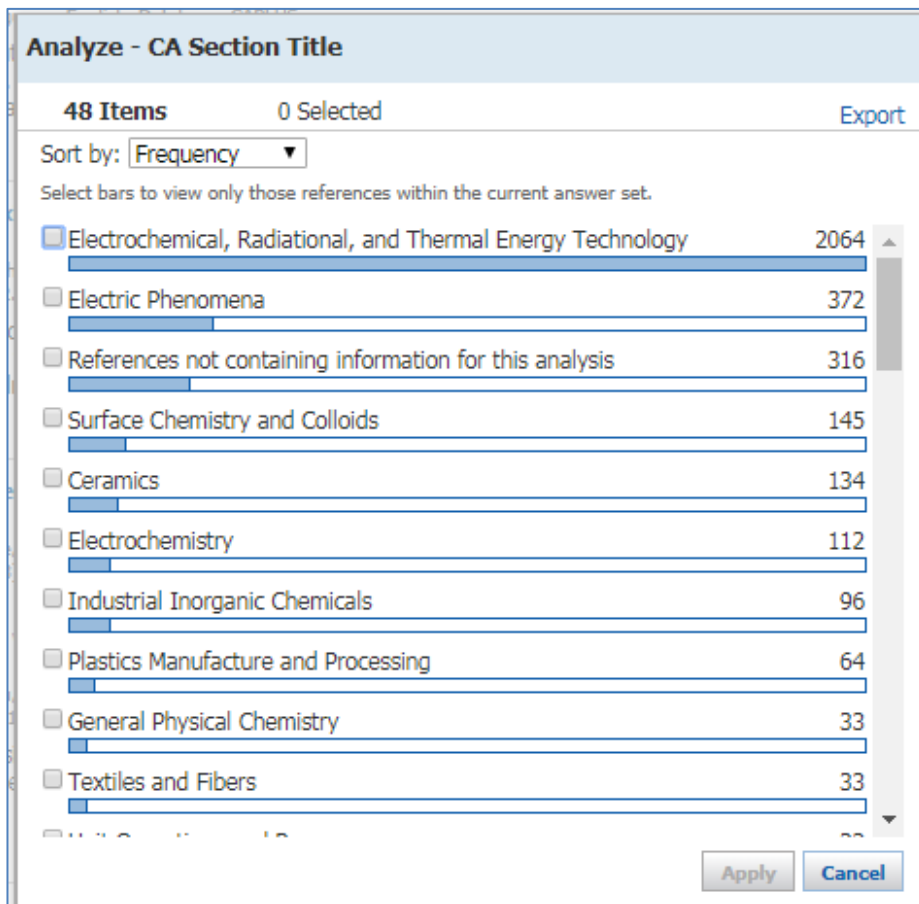 Analyze - CA Section Title
48 Items 0 Selected Export
Sort by: Frequency
Select bars to view only those references within the current answer set.
Electrochemical, Radiational, and Thermal Energy Technology 2064
Electric Phenomena 372
References not containing information for this analysis 316
Surface Chemistry and Colloids 145
Ceramics 134
Electrochemistry 112
Industrial Inorganic Chemicals 96
Plastics Manufacture and Processing 64
General Physical Chemistry 33
Textiles and Fibers 33
Apply Cancel